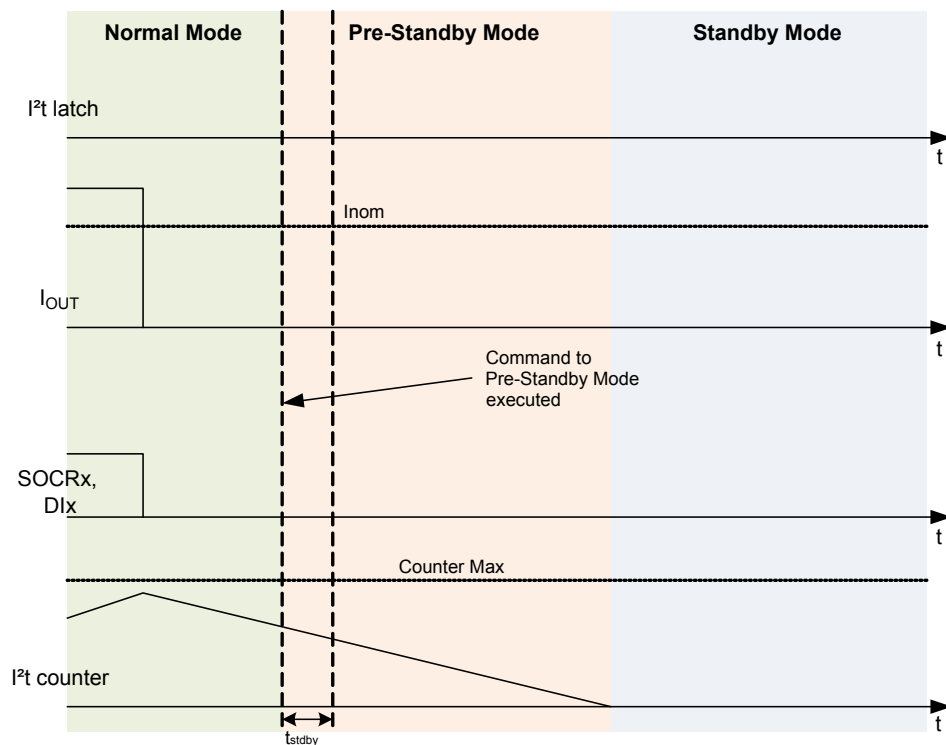 Normal Mode
Pre-Standby Mode
Standby Mode
I²t latch
t
Inom
I_OUT
t
Command to
Pre-Standby Mode
executed
SOCRx,
DIx
t
Counter Max
I²t counter
t
t_stdby